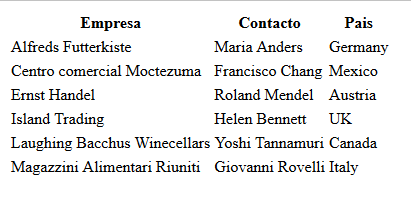 Empresa Contacto Pais
Alfreds Futterkiste Maria Anders Germany
Centro comercial Moctezuma Francisco Chang Mexico
Ernst Handel Roland Mendel Austria
Island Trading Helen Bennett UK
Laughing Bacchus Winecellars Yoshi Tannamuri Canada
Magazzini Alimentari Riuniti Giovanni Rovelli Italy